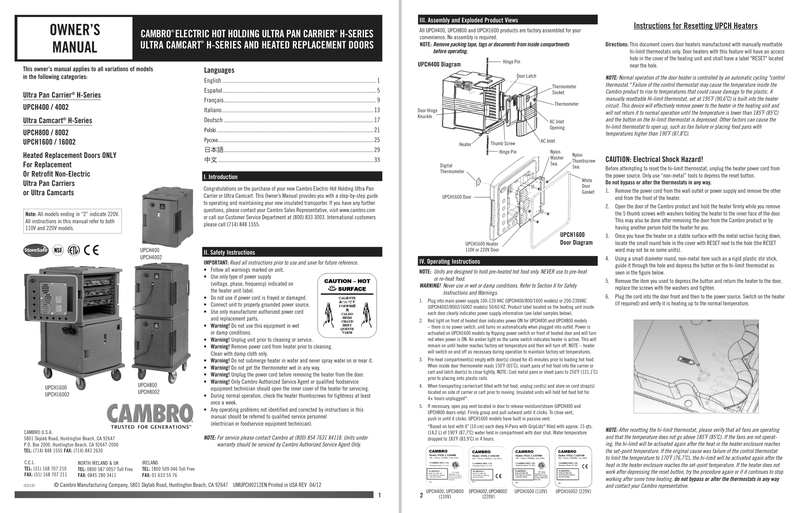 OWNER'S
MANUAL
CAMBRO® ELECTRIC HOT HOLDING ULTRA PAN CARRIER® H-SERIES
ULTRA CAMCART® H-SERIES AND HEATED REPLACEMENT DOORS
This owner's manual applies to all variations of models
in the following categories:
Ultra Pan Carrier® H-Series
UPCH400 / 4002
Ultra Camcart® H-Series
UPCH800 / 8002
UPCH1600 / 16002
Heated Replacement Doors ONLY
For Replacement
Or Retrofit Non-Electric
Ultra Pan Carriers
or Ultra Camcarts
Note: All models ending in "2" indicate 220V.
All instructions in this manual refer to both
110V and 220V models.
StoreSafe NSF CE
UPCH400
UPCH4002
UPCH1600
UPCH16002
UPCH800
UPCH8002
CAMBRO
TRUSTED FOR GENERATIONS
CAMBRO U.S.A.
5801 Skylab Road, Huntington Beach, CA 92647
P.O. Box 2000, Huntington Beach, CA 92647-2000
TEL: (714) 848 1555 FAX: (714) 843 2630
C.E.L.
TEL: (31) 168 707 210
FAX: (31) 168 707 211
NORTH IRELAND & UK
TEL: 0800 587 0057 Toll Free
FAX: 0845 280 3411
IRELAND
TEL: 1800 509 046 Toll Free
FAX: 31 633 55 76
© Cambro Manufacturing Company, 5801 Skylab Road, Huntington Beach, CA 92647 UMUPCH0212EN Printed in USA REV 04/12
Languages
English 1
Español 5
Français 9
Italiano 13
Deutsch 17
Polski 21
Русские 25
日本語 29
中文 33
I. Introduction
Congratulations on the purchase of your new Cambro Electric Hot Holding Ultra Pan
Carrier or Ultra Camcart. This Owner's Manual provides you with a step-by-step guide
to operating and maintaining your new insulated transporter. If you have any further
questions, please contact your Cambro Sales Representative, visit www.cambro.com
or call our Customer Service Department at (800) 833 3003. International customers
please call (714) 848 1555.
II. Safety Instructions
IMPORTANT: Read all instructions prior to use and save for future reference.
• Follow all warnings marked on unit.
• Use only type of power supply
(voltage, phase, frequency) indicated on
the heater unit label.
• Do not use if power cord is frayed or damaged.
• Connect unit to properly grounded power source.
Use only manufacturer authorized power cord
and replacement parts.
• Warning! Do not use this equipment in wet
or damp conditions.
• Warning! Unplug unit prior to cleaning or service.
• Warning! Remove power cord from heater prior to cleaning.
Clean with damp cloth only.
• Warning! Do not submerge heater in water and never spray water on or near it.
• Warning! Do not get the thermometer wet in any way.
• Warning! Unplug the power cord before removing the heater from the door.
• Warning! Only Cambro Authorized Service Agent or qualified foodservice
equipment technician should open the inner cover of the heater for servicing.
• During normal operation, check the heater thumbscrews for tightness at least
once a week.
• Any operating problems not identified and corrected by instructions in this
manual should be referred to qualified service personnel
(electrician or foodservice equipment technician).
CAUTION - HOT
SURFACE
NOTE: For service please contact Cambro at (800) 854 7631 X4118. Units under
warranty should be serviced by Cambro Authorized Service Agent Only.
1
III. Assembly and Exploded Product Views
All UPCH400, UPCH800 and UPCH1600 products are factory assembled for your
convenience. No assembly is required.
NOTE: Remove packing tape, tags or documents from inside compartments
before operating.
UPCH400 Diagram
Hinge Pin
Door Latch
Thermometer
Socket
Thermometer
AC Inlet
Opening
AC Inlet
Door Hinge
Knuckle
Heater
Thumb Screw
Hinge Pin
Digital
Thermometer
Nylon
Washer
5ea.
Nylon
Thumbscrew
5ea.
White
Door
Gasket
UPCH1600 Door
UPCH1600 Heater
110V or 220V Door
UPCH1600
Door Diagram
IV. Operating Instructions
NOTE: Units are designed to hold pre-heated hot food only. NEVER use to pre-heat
or re-heat food.
WARNING! Never use in wet or damp conditions. Refer to Section II for Safety
Instructions and Warnings.
1. Plug into mains power supply 100-120 VAC (UPCH400/800/1600 models) or 200-230VAC
(UPCH4002/8002/16002 models) 50/60 HZ. Product label located on the heating unit inside
each door clearly indicates power supply information (see label samples below).
2. Red light on front of heated door indicates power ON for UPCH400 and UPCH800 models
– there is no power switch, unit turns on automatically when plugged into outlet. Power is
activated on UPCH1600 models by flipping power switch on front of heated door and will turn
red when power is ON. An amber light on the same switch indicates heater is active. This will
remain on until heater reaches factory set temperature and then will turn OFF. NOTE – heater
will switch on and off as necessary during operation to maintain factory set temperatures.
3. Pre-heat compartment(s) empty with door(s) closed for 45 minutes prior to loading hot food.
When inside door thermometer reads 150°F (65°C), insert pans of hot food into the carrier or
cart and latch door(s) to close tightly. NOTE: Cool metal pans or sheet pans to 250°F (121,1°C)
prior to placing onto plastic rails.
4. When transporting carrier/cart filled with hot food, unplug cord(s) and store on cord strap(s)
located on side of carrier or cart prior to moving. Insulated units will hold hot food hot for
4+ hours unplugged*.
5. If necessary, open pop vent located in door to release moisture/steam (UPCH400 and
UPCH800 doors only). Firmly grasp and pull outward until it clicks. To close vent,
push in until it clicks. UPCH1600 models have built in passive vent.
*Based on test with 6" (10 cm) each deep H-Pans with GripLids® filled with approx. 15 qts.
(14,2 L) of 190°F (87,7°C) water held in compartment with door shut. Water temperature
dropped to 183°F (83,9°C) in 4 hours.
CAMBRO
CAMBRO
CAMBRO
CAMBRO
UPCH400, UPCH800
(110V)
UPCH4002, UPCH8002
(220V)
UPCH1600 (110V)
UPCH16002 (220V)
2
Instructions for Resetting UPCH Heaters
Directions: This document covers door heaters manufactured with manually resettable
hi-limit thermostats only. Door heaters with this feature will have an access
hole in the cover of the heating unit and shall have a label "RESET" located
near the hole.
NOTE: Normal operation of the door heater is controlled by an automatic cycling "control
thermostat." Failure of the control thermostat may cause the temperature inside the
Cambro product to rise to temperatures that could cause damage to the plastic. A
manually resettable Hi-limit thermostat, set at 195°F (90,6°C) is built into the heater
circuit. This device will effectively remove power to the heater in the heating unit and
will not return it to normal operation until the temperature is lower than 185°F (85°C)
and the button on the hi-limit thermostat is depressed. Other factors can cause the
hi-limit thermostat to open up, such as fan failure or placing food pans with
temperatures higher than 190°F (87,8°C).
CAUTION: Electrical Shock Hazard!
Before attempting to reset the hi-limit thermostat, unplug the heater power cord from
the power source. Only use "non-metal" tools to depress the reset button.
Do not bypass or alter the thermostats in any way.
1. Remove the power cord from the wall outlet or power supply and remove the other
end from the front of the heater.
2. Open the door of the Cambro product and hold the heater firmly while you remove
the 5 thumb screws with washers holding the heater to the inner face of the door.
This may also be done after removing the door from the Cambro product or by
having another person hold the heater for you.
3. Once you have the heater on a stable surface with the metal section facing down,
locate the small round hole in the cover with RESET next to the hole (the RESET
word may not be on some units).
4. Using a small diameter round, non-metal item such as a rigid plastic stir stick,
guide it through the hole and depress the button on the hi-limit thermostat as
seen in the figure below.
5. Remove the item you used to depress the button and return the heater to the door,
replace the screws with the washers and tighten.
6. Plug the cord into the door front and then to the power source. Switch on the heater
(if required) and verify it is heating up to the normal temperature.
NOTE: After resetting the hi-limit thermostat, please verify that all fans are operating
and that the temperature does not go above 185°F (85°C). If the fans are not operat-
ing, the hi-limit will be activated again after the heat in the heater enclosure reaches
the set-point temperature. If the original cause was failure of the control thermostat
to limit the temperature to 170°F (76,7°C), the hi-limit will be activated again after the
heat in the heater enclosure reaches the set-point temperature. If the heater does not
work after depressing the reset button, try the above procedure again or if it continues to stop
working after some time heating, do not bypass or alter the thermostats in any way
and contact your Cambro representative.